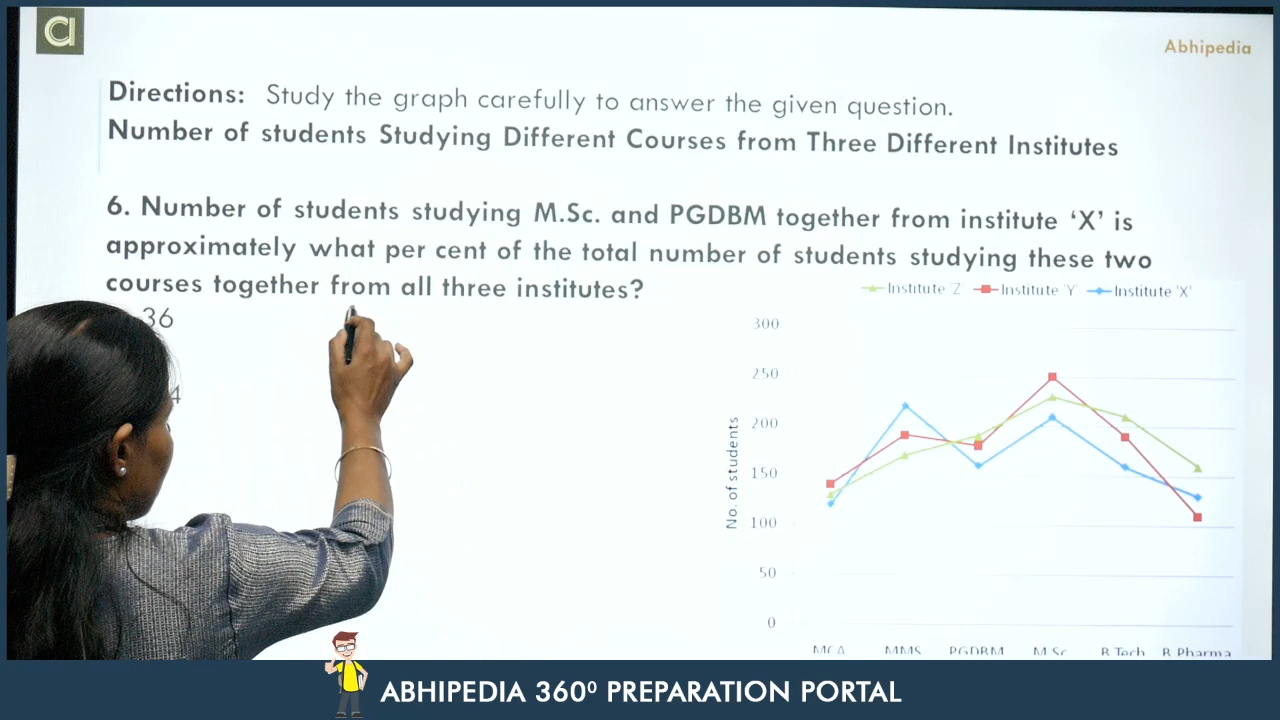 Abhipedia
Directions: Study the graph carefully to answer the given question.
Number of students Studying Different Courses from Three Different Institutes
6. Number of students studying M.Sc. and PGDBM together from institute ‘X’ is
approximately what per cent of the total number of students studying these two
courses together from all three institutes?
36
4
Institute 'Z' Institute 'Y' Institute 'X'
300
250
200
150
100
50
0
No. of students
MCA MMS PGDBM M.Sc B.Tech B.Pharma
ABHIPEDIA 360⁰ PREPARATION PORTAL